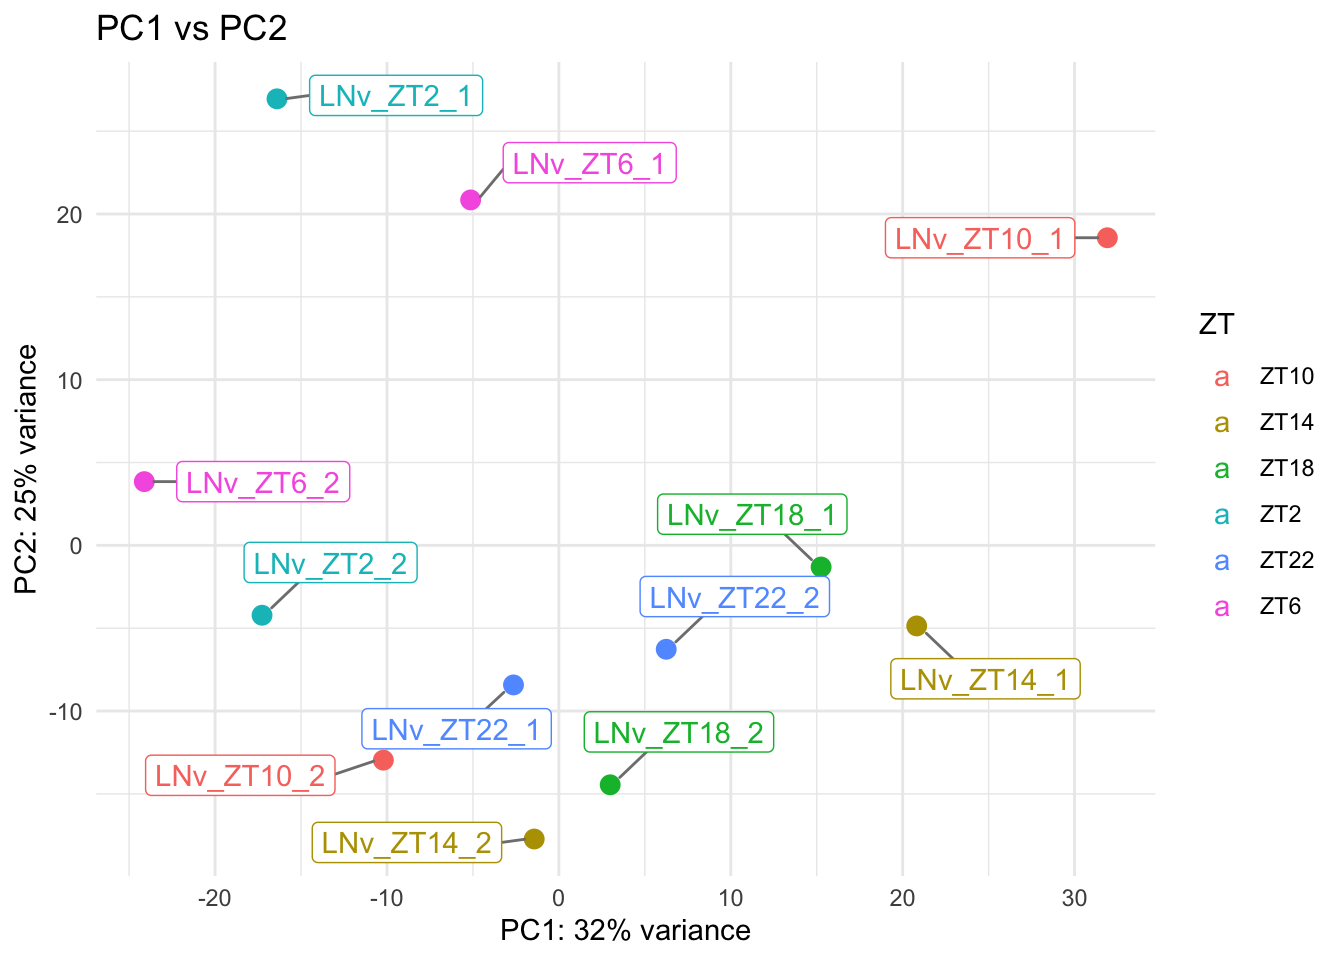 PC1 vs PC2
LNv_ZT2_1
LNv_ZT6_1
LNv_ZT10_1
LNv_ZT6_2
LNv_ZT18_1
LNv_ZT2_2
LNv_ZT22_2
LNv_ZT14_1
LNv_ZT22_1
LNv_ZT18_2
LNv_ZT10_2
LNv_ZT14_2
20
10
0
-10
PC2: 25% variance
-20
-10
0
10
20
30
PC1: 32% variance
ZT
a ZT10
a ZT14
a ZT18
a ZT2
a ZT22
a ZT6